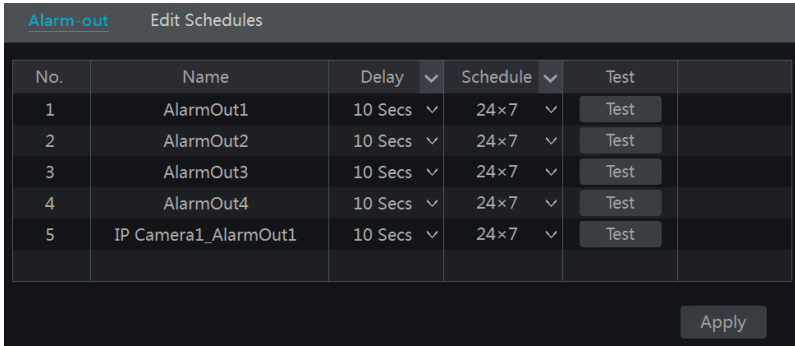 Alarm-out Edit Schedules
No. Name Delay Schedule Test
1 AlarmOut1 10 Secs 24×7 Test
2 AlarmOut2 10 Secs 24×7 Test
3 AlarmOut3 10 Secs 24×7 Test
4 AlarmOut4 10 Secs 24×7 Test
5 IP Camera1_AlarmOut1 10 Secs 24×7 Test
Apply